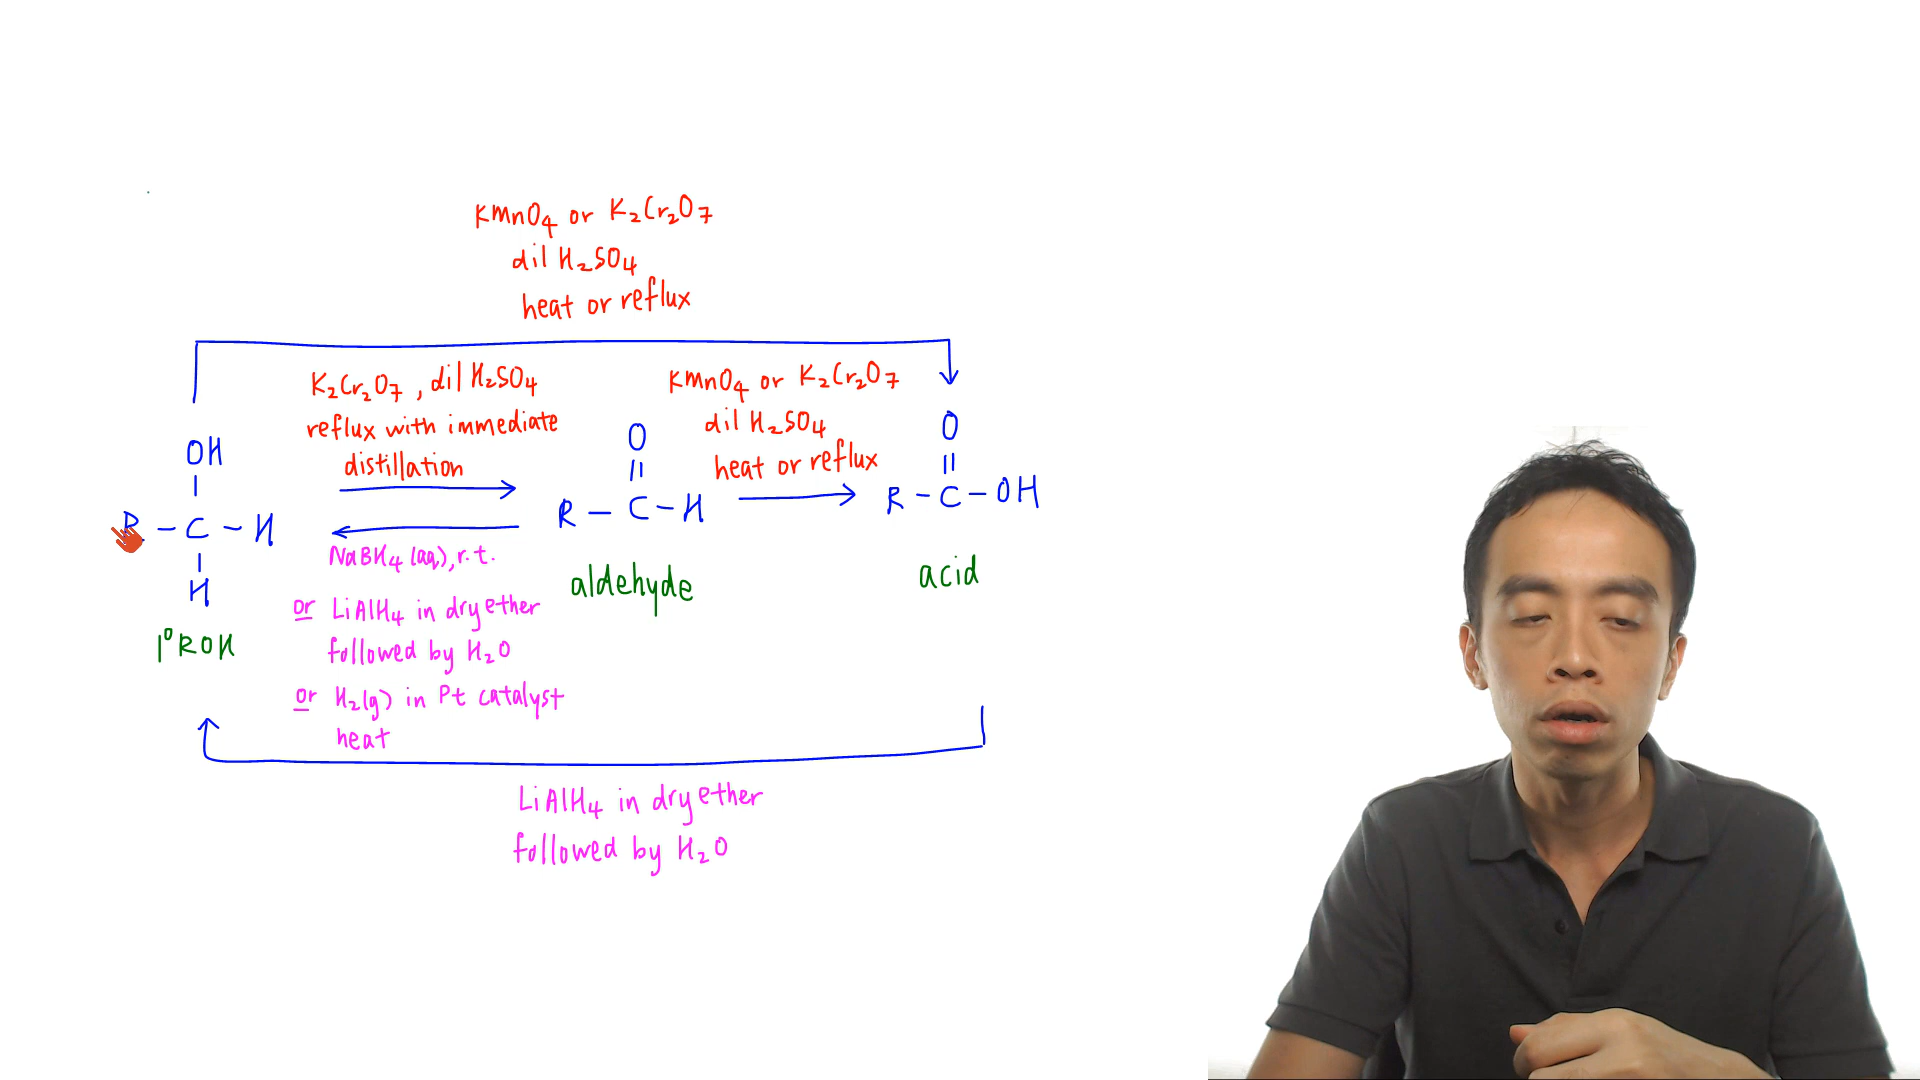 KMnO4 or K2Cr2O7
dil H2SO4
heat or reflux
K2Cr2O7, dil H2SO4
reflux with immediate
distillation
KMnO4 or K2Cr2O7
dil H2SO4
heat or reflux
OH
R - C - H
H
1° ROH
O
R - C - H
aldehyde
O
R - C - OH
acid
NaBH4 (aq), r.t.
or LiAlH4 in dry ether
followed by H2O
or H2(g) in Pt catalyst
heat
LiAlH4 in dry ether
followed by H2O